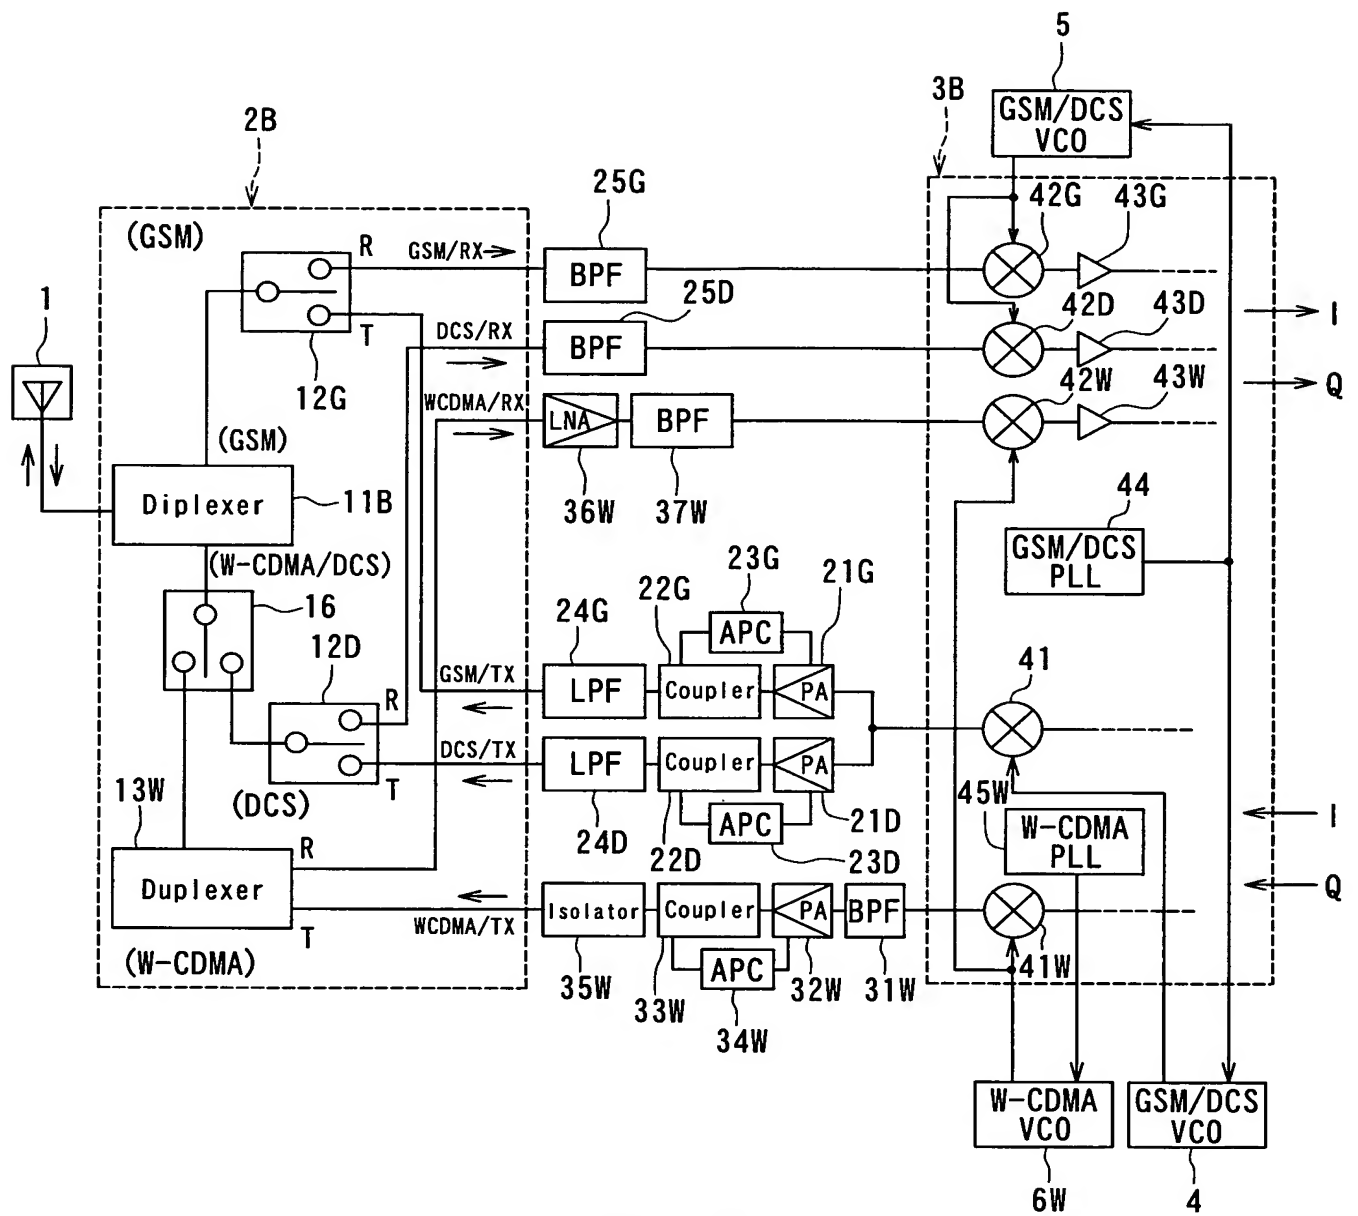 5
GSM/DCS
VCO
3B
2B
25G
42G
43G
(GSM)
R
GSM/RX
BPF
25D
1
T
DCS/RX
BPF
42D
43D
I
12G
WCDMA/RX
LNA
BPF
42W
43W
Q
(GSM)
Diplexer
11B
36W
37W
44
(W-CDMA/DCS)
GSM/DCS
PLL
16
23G
22G
21G
24G
APC
12D
GSM/TX
LPF
Coupler
PA
41
R
DCS/TX
LPF
Coupler
PA
13W
(DCS)
T
45W
I
24D
22D
APC
21D
23D
W-CDMA
PLL
R
Duplexer
Q
Isolator
Coupler
PA
BPF
T
WCDMA/TX
(W-CDMA)
APC
41W
35W
33W
34W
32W
31W
W-CDMA
VCO
GSM/DCS
VCO
6W
4